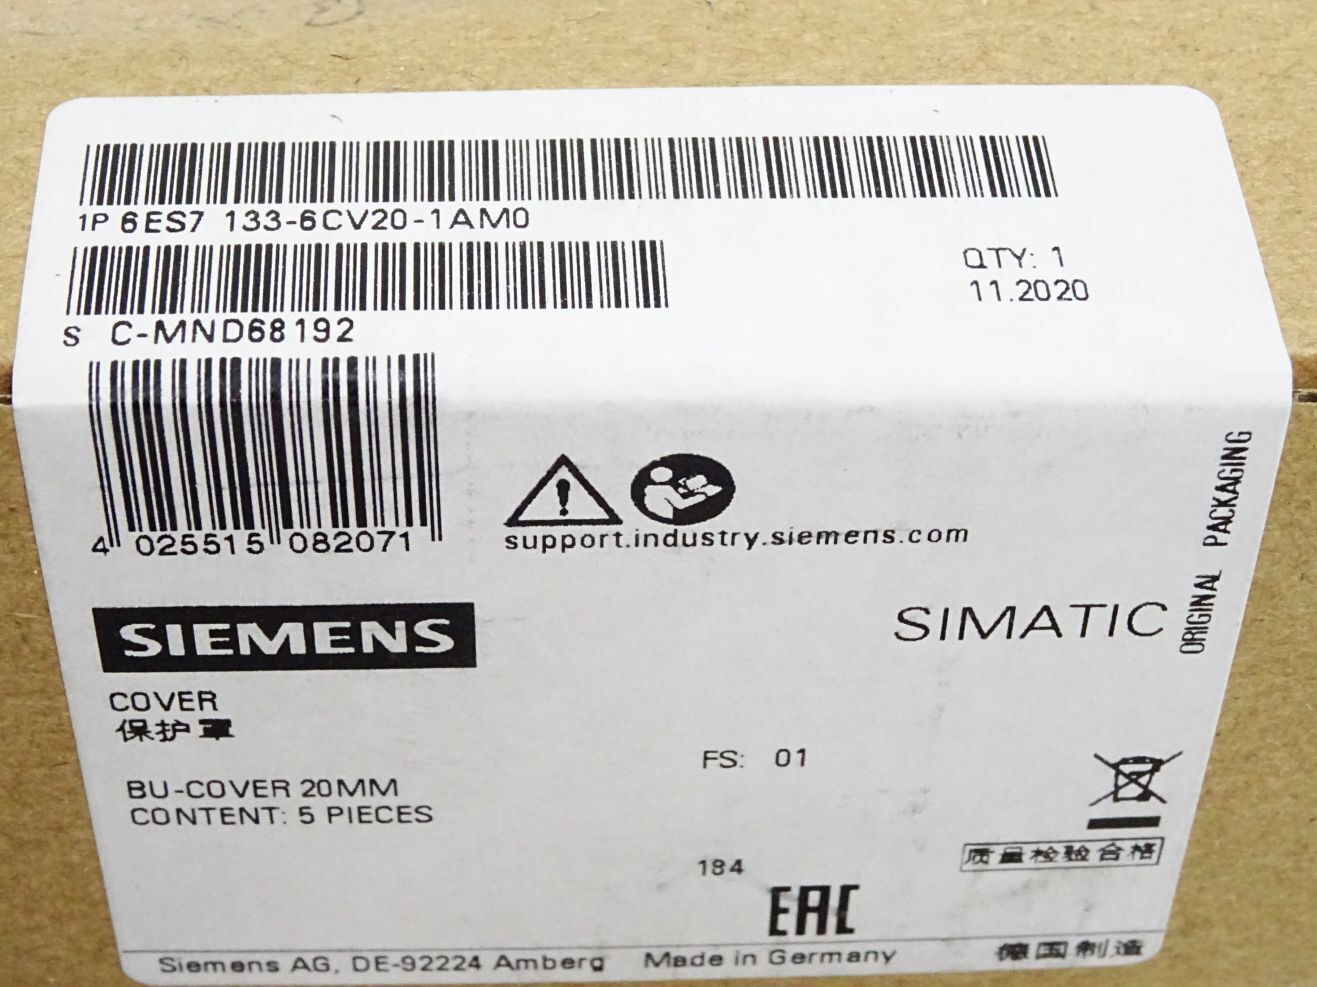 1P 6ES7 133-6CV20-1AM0
QTY: 1
11.2020
S C-MND68192
4 025515 082071
support.industry.siemens.com
ORIGINAL PACKAGING
SIEMENS
SIMATIC
COVER
保护罩
BU-COVER 20MM
CONTENT: 5 PIECES
FS: 01
质量检验合格
184
EAC
Siemens AG, DE-92224 Amberg Made in Germany 德国制造